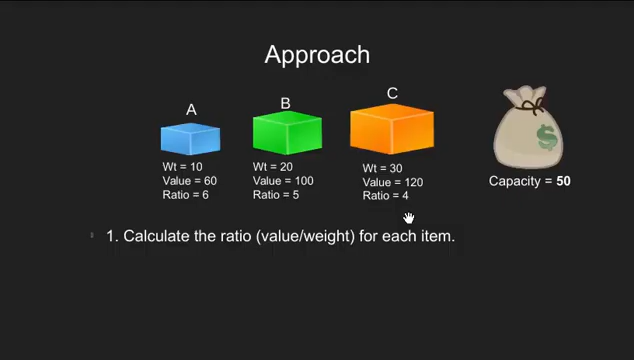 Approach
A
B
C
Wt = 10
Value = 60
Ratio = 6
Wt = 20
Value = 100
Ratio = 5
Wt = 30
Value = 120
Ratio = 4
$
Capacity = 50
1. Calculate the ratio (value/weight) for each item.